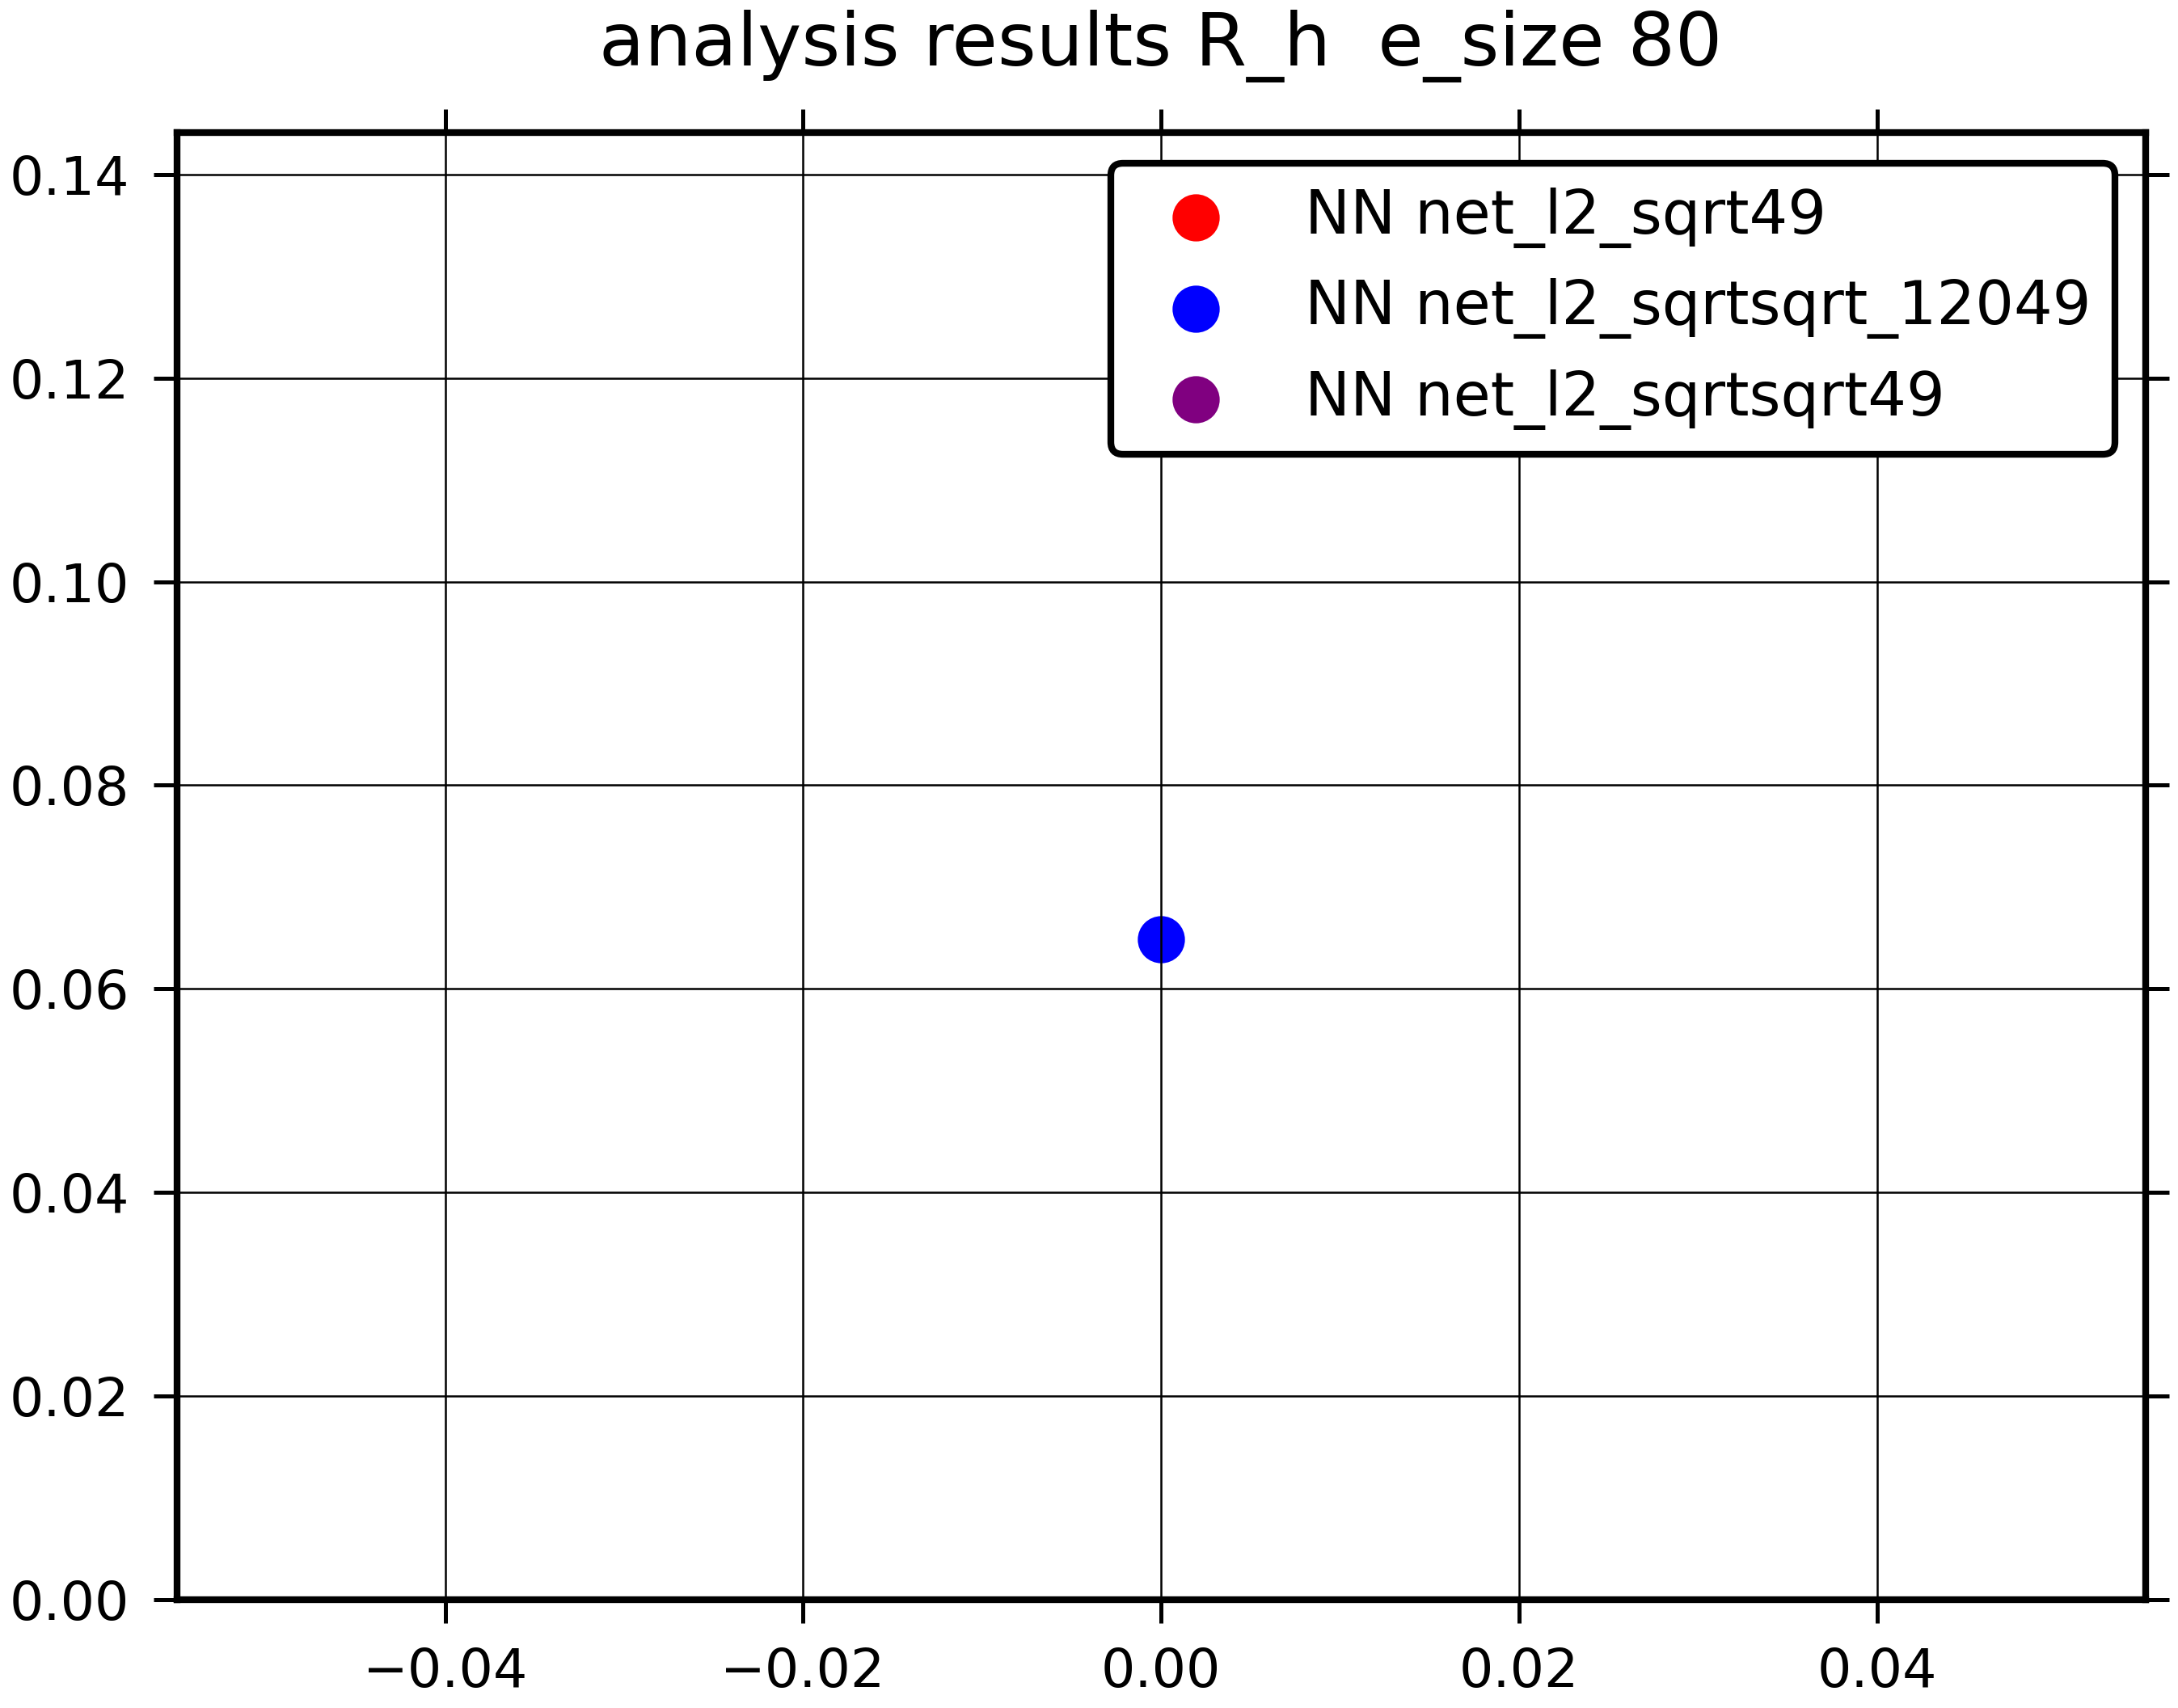 analysis results R_h  e_size 80
0.14
NN net_l2_sqrt49
NN net_l2_sqrtsqrt_12049
0.12
NN net_l2_sqrtsqrt49
0.10
0.08
0.06
0.04
0.02
0.00
−0.04 −0.02 0.00 0.02 0.04